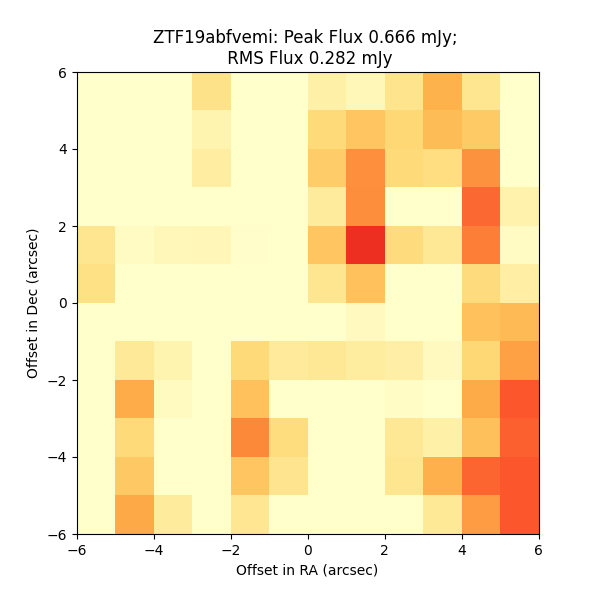 ZTF19abfvemi: Peak Flux 0.666 mJy;
RMS Flux 0.282 mJy
6
4
2
0
−2
−4
−6
Offset in Dec (arcsec)
−6 −4 −2 0 2 4 6
Offset in RA (arcsec)